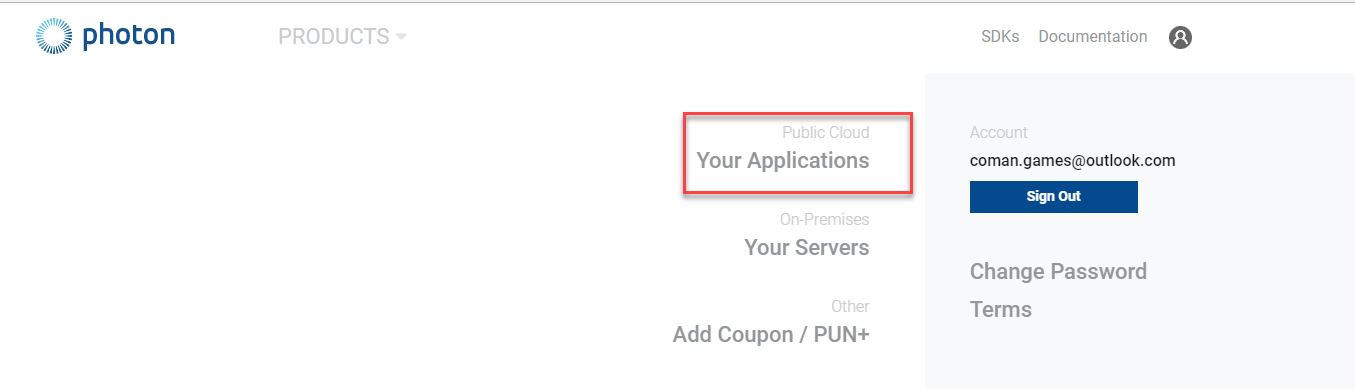 photon
PRODUCTS
SDKs Documentation
Public Cloud
Your Applications
On-Premises
Your Servers
Other
Add Coupon / PUN+
Account
coman.games@outlook.com
Sign Out
Change Password
Terms